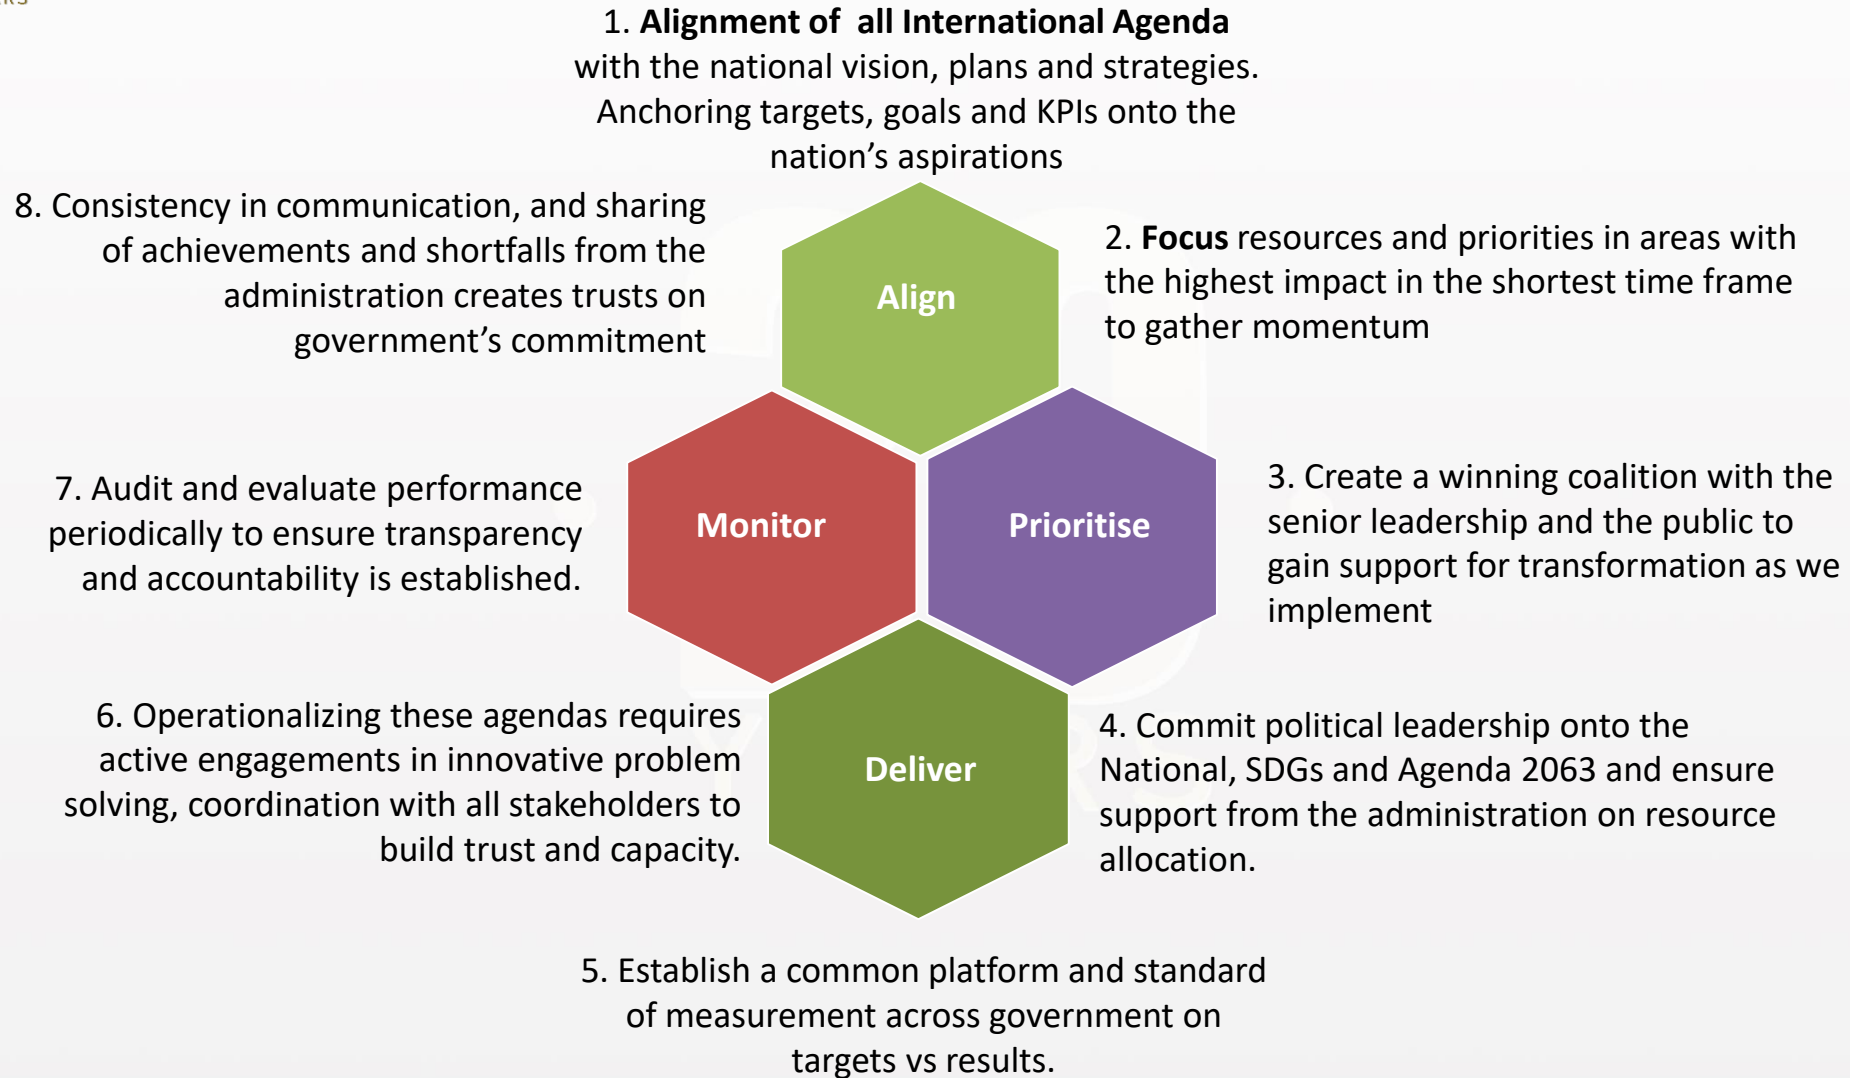 1. Alignment of all International Agenda
with the national vision, plans and strategies.
Anchoring targets, goals and KPIs onto the
nation’s aspirations
8. Consistency in communication, and sharing
of achievements and shortfalls from the
administration creates trusts on
government’s commitment
Align
2. Focus resources and priorities in areas with
the highest impact in the shortest time frame
to gather momentum
7. Audit and evaluate performance
periodically to ensure transparency
and accountability is established.
Monitor
Prioritise
3. Create a winning coalition with the
senior leadership and the public to
gain support for transformation as we
implement
6. Operationalizing these agendas requires
active engagements in innovative problem
solving, coordination with all stakeholders to
build trust and capacity.
Deliver
4. Commit political leadership onto the
National, SDGs and Agenda 2063 and ensure
support from the administration on resource
allocation.
5. Establish a common platform and standard
of measurement across government on
targets vs results.